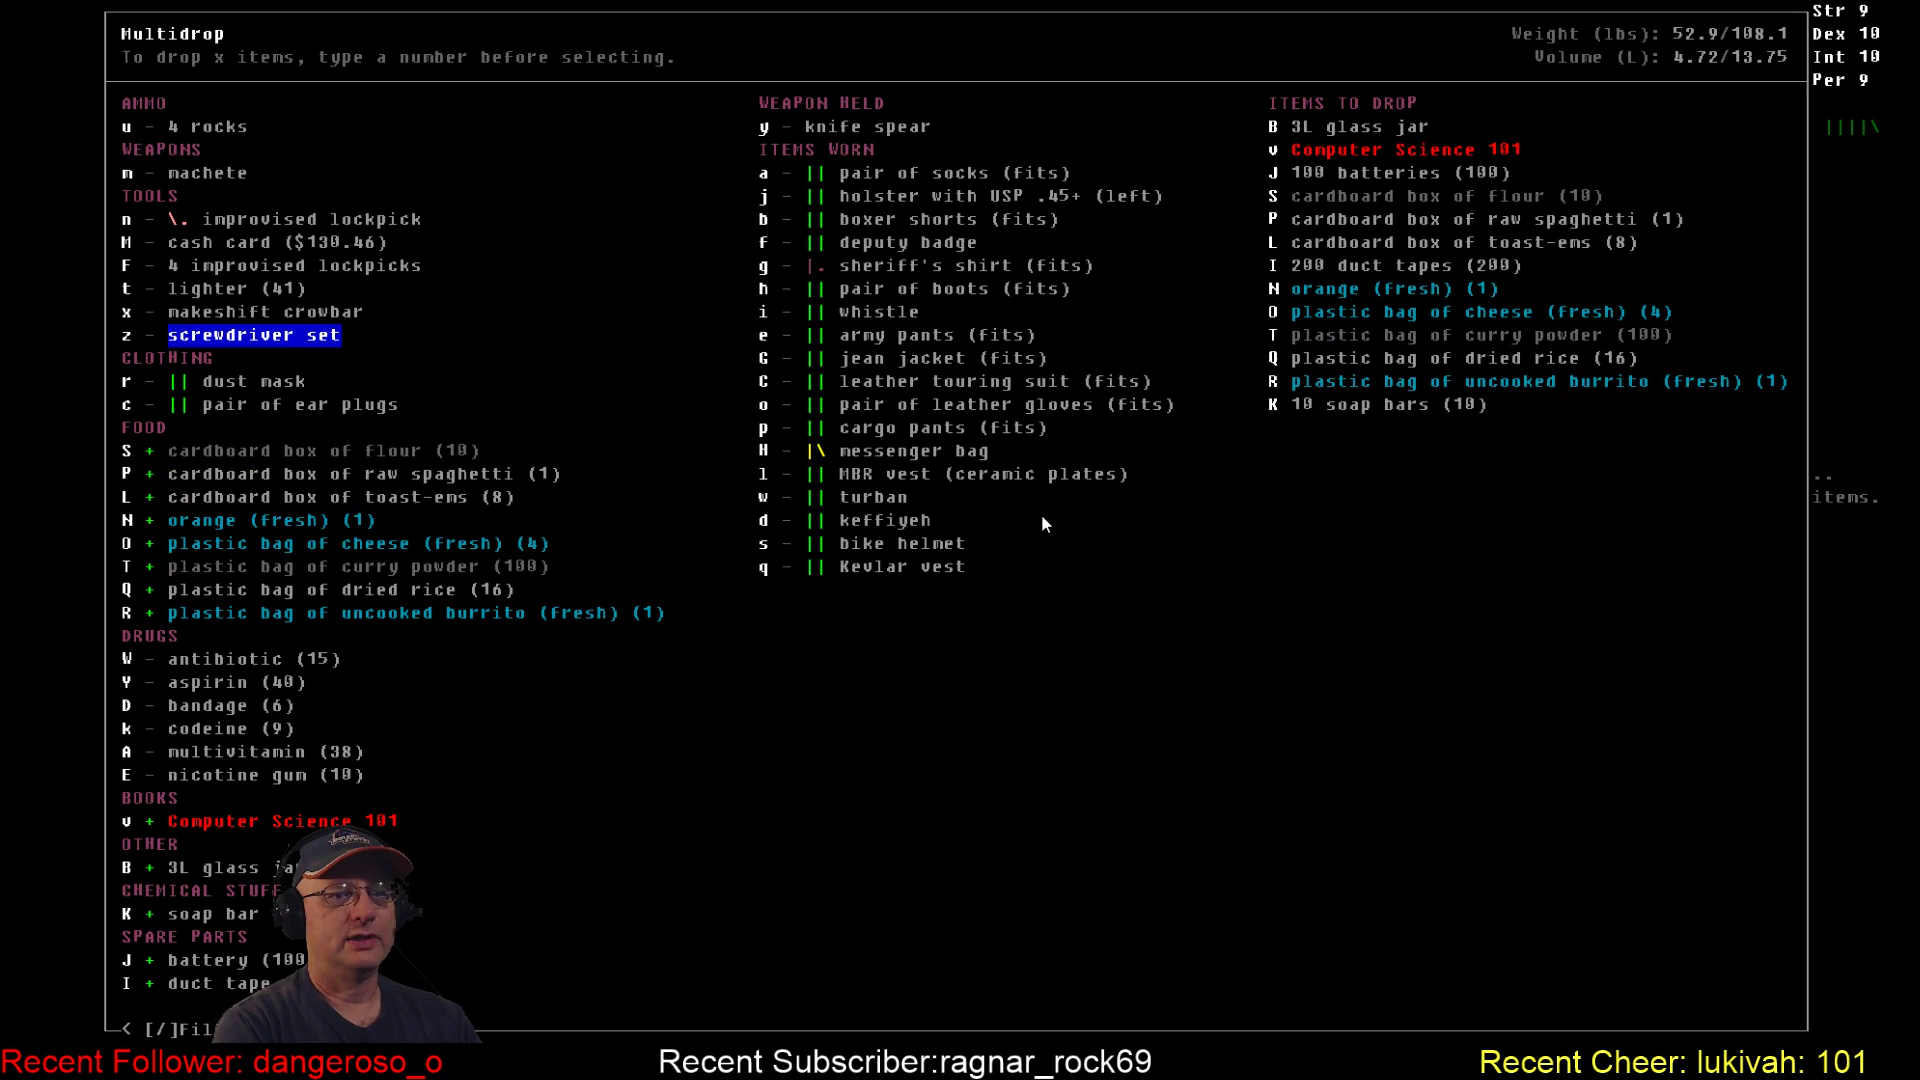 Multidrop
To drop x items, type a number before selecting.
Weight (lbs): 52.9/108.1
Volume (L): 4.72/13.75
Str 9
Dex 10
Int 10
Per 9
AMMO
u - 4 rocks
WEAPONS
m - machete
TOOLS
n - \. improvised lockpick
M - cash card ($130.46)
F - 4 improvised lockpicks
t - lighter (41)
x - makeshift crowbar
z - screwdriver set
CLOTHING
r - || dust mask
c - || pair of ear plugs
FOOD
S + cardboard box of flour (10)
P + cardboard box of raw spaghetti (1)
L + cardboard box of toast-ems (8)
N + orange (fresh) (1)
O + plastic bag of cheese (fresh) (4)
T + plastic bag of curry powder (100)
Q + plastic bag of dried rice (16)
R + plastic bag of uncooked burrito (fresh) (1)
DRUGS
W - antibiotic (15)
Y - aspirin (40)
D - bandage (6)
k - codeine (9)
A - multivitamin (38)
E - nicotine gum (10)
BOOKS
v + Computer Science 101
OTHER
B + 3L glass
CHEMICAL STUFF
K + soap bar
SPARE PARTS
J + battery (100
I + duct tape
< [/]Fil
WEAPON HELD
y - knife spear
ITEMS WORN
a - || pair of socks (fits)
j - || holster with USP .45+ (left)
b - || boxer shorts (fits)
f - || deputy badge
g - |. sheriff's shirt (fits)
h - || pair of boots (fits)
i - || whistle
e - || army pants (fits)
G - || jean jacket (fits)
C - || leather touring suit (fits)
o - || pair of leather gloves (fits)
p - || cargo pants (fits)
H - |\ messenger bag
l - || MBR vest (ceramic plates)
w - || turban
d - || keffiyeh
s - || bike helmet
q - || Kevlar vest
ITEMS TO DROP
B 3L glass jar
v Computer Science 101
J 100 batteries (100)
S cardboard box of flour (10)
P cardboard box of raw spaghetti (1)
L cardboard box of toast-ems (8)
I 200 duct tapes (200)
N orange (fresh) (1)
O plastic bag of cheese (fresh) (4)
T plastic bag of curry powder (100)
Q plastic bag of dried rice (16)
R plastic bag of uncooked burrito (fresh) (1)
K 10 soap bars (10)
||||\
..
items.
Recent Follower: dangeroso_o
Recent Subscriber:ragnar_rock69
Recent Cheer: lukivah: 101